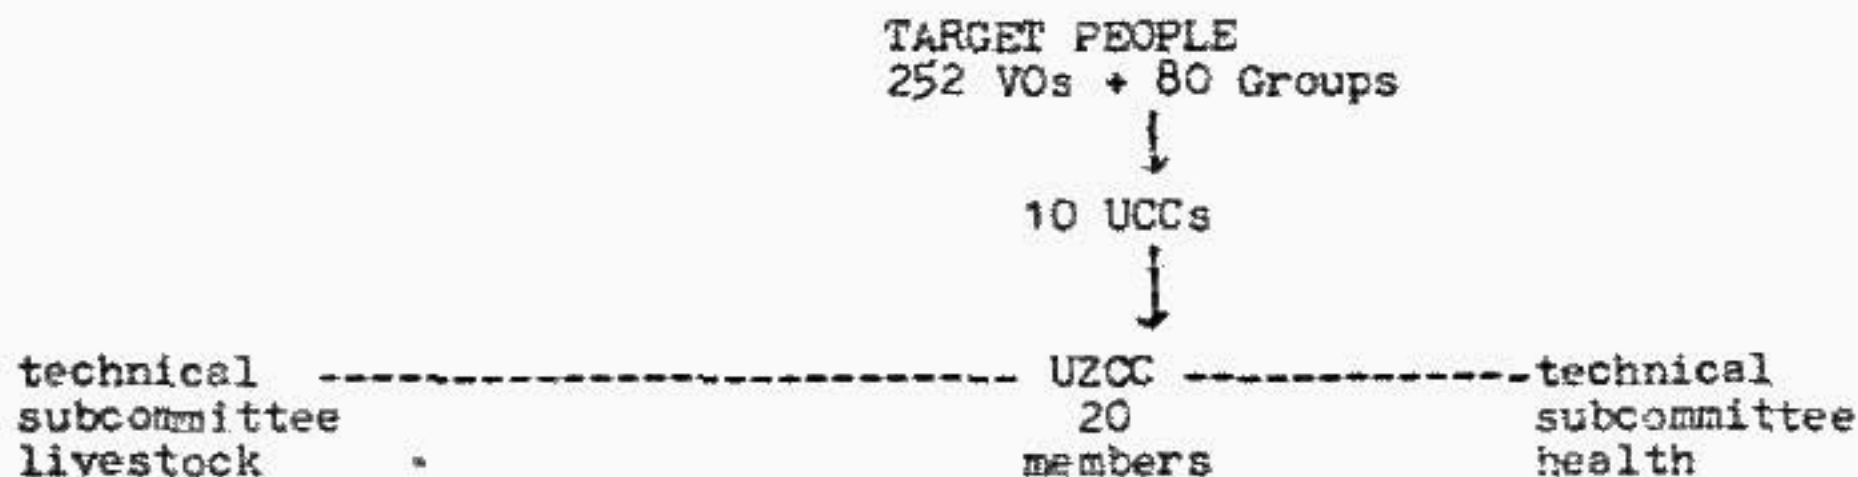 TARGET PEOPLE
252 VOs + 80 Groups
10 UCCs
technical UZCC technical
subcommittee 20 subcommittee
livestock members health